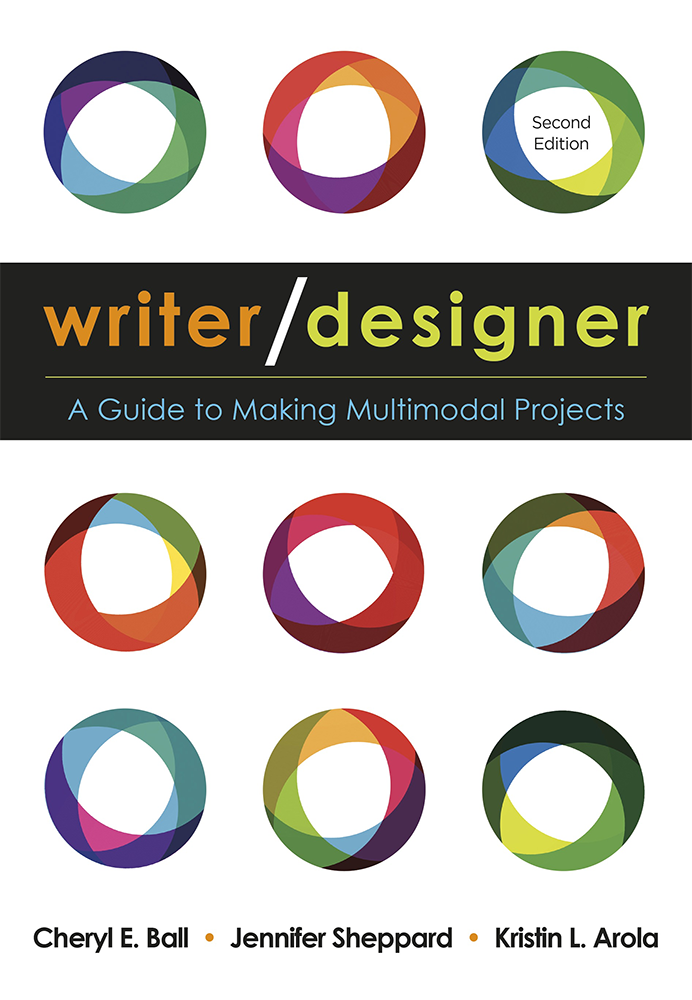 Second
Edition
writer/designer
A Guide to Making Multimodal Projects
Cheryl E. Ball • Jennifer Sheppard • Kristin L. Arola